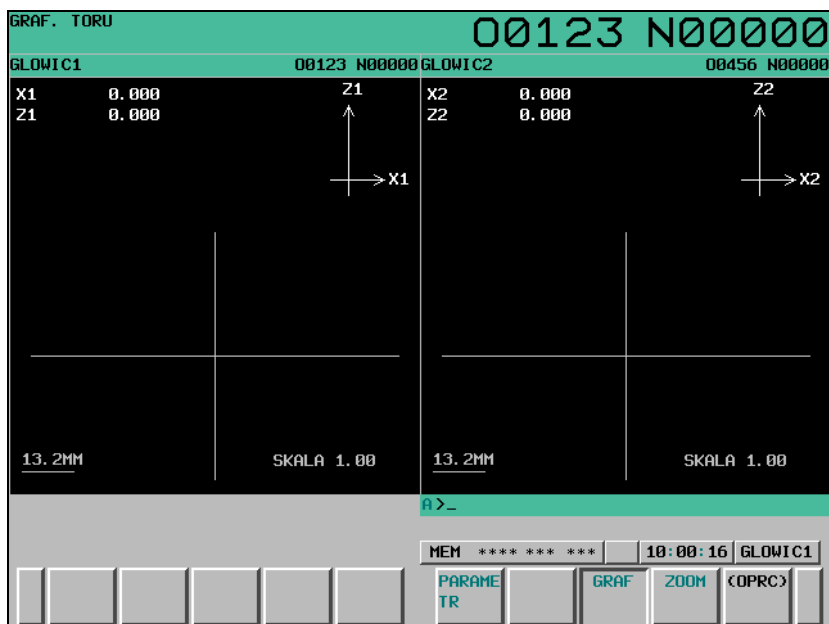 GRAF. TORU
O0123 N00000
GLOWIC1 O0123 N00000
X1 0.000
Z1 0.000
Z1
X1
13.2MM SKALA 1.00
GLOWIC2 O0456 N00000
X2 0.000
Z2 0.000
Z2
X2
13.2MM SKALA 1.00
A>_
MEM **** *** *** 10:00:16 GLOWIC1
PARAME
TR
GRAF
ZOOM
(OPRC)